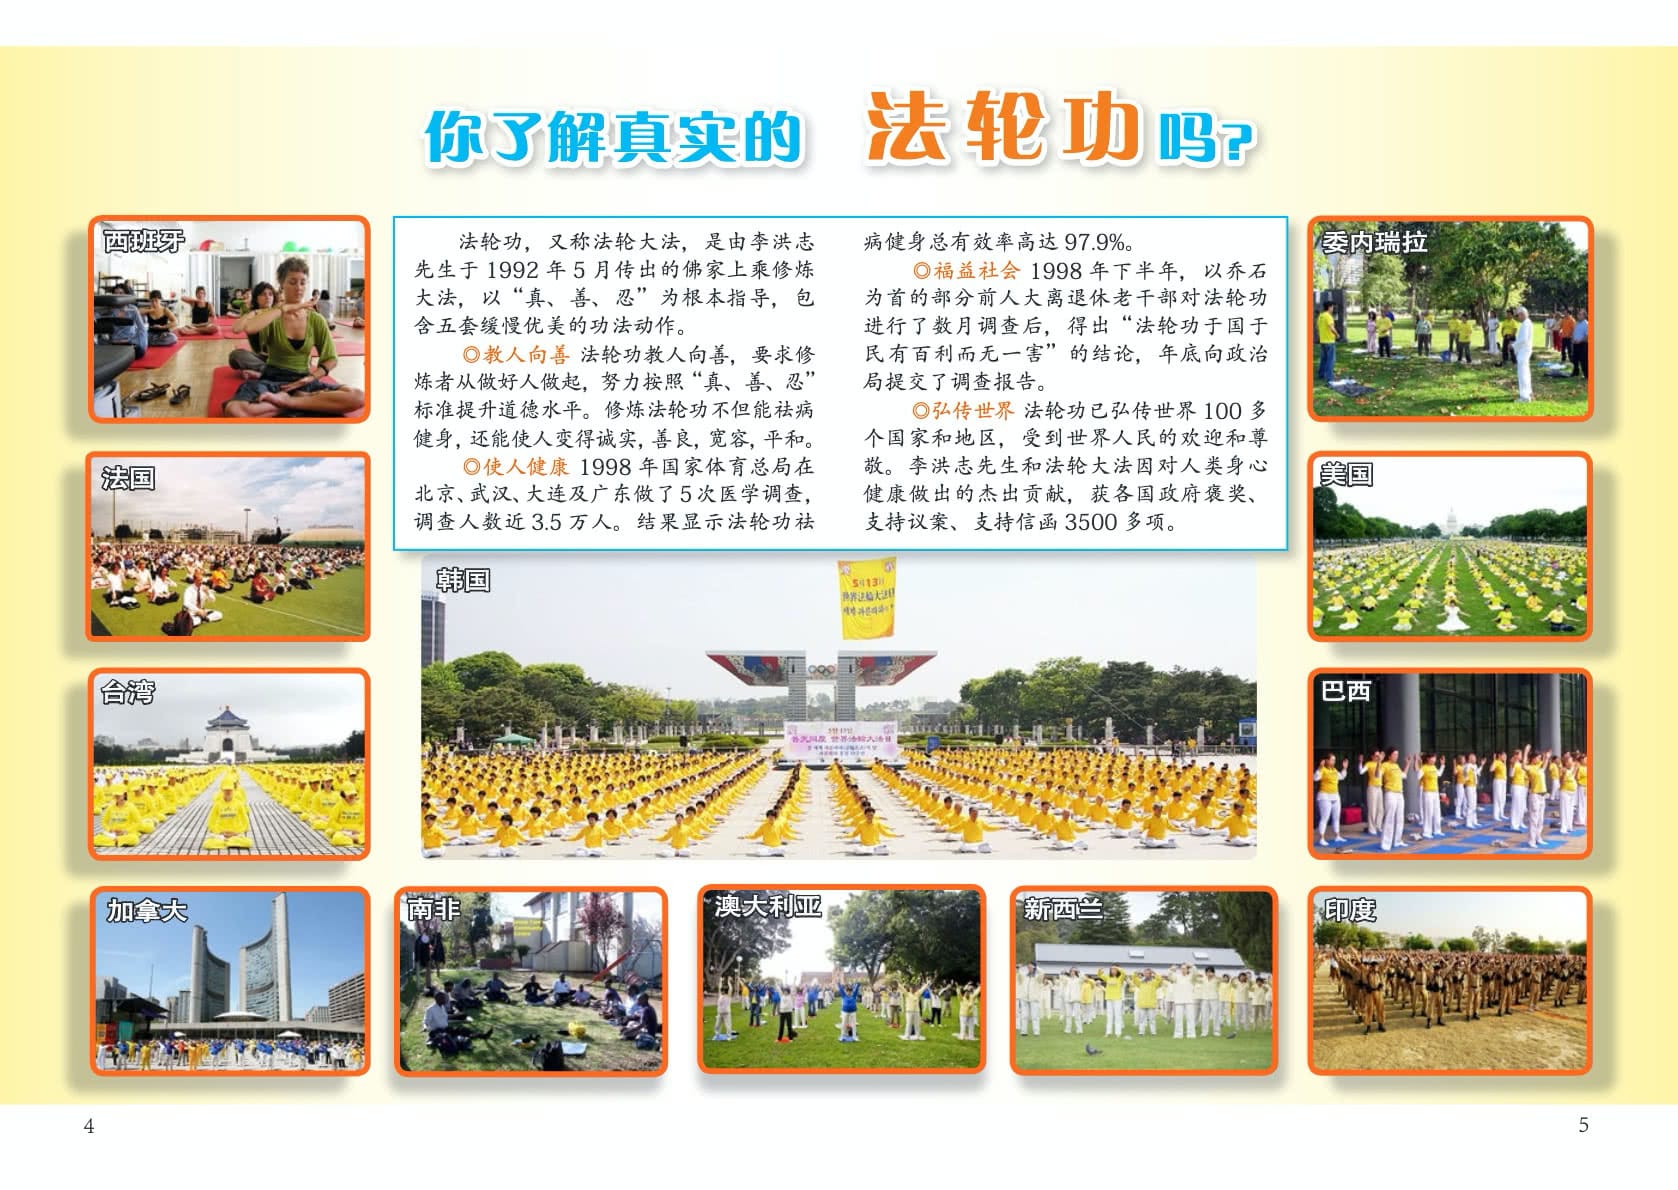 你了解真实的 法轮功吗?
西班牙
法国
台湾
加拿大
法轮功，又称法轮大法，是由李洪志
先生于 1992 年 5 月传出的佛家上乘修炼
大法，以“真、善、忍”为根本指导，包
含五套缓慢优美的功法动作。
◎教人向善 法轮功教人向善，要求修
炼者从做好人做起，努力按照“真、善、忍”
标准提升道德水平。修炼法轮功不但能祛病
健身，还能使人变得诚实，善良，宽容，平和。
◎使人健康 1998 年国家体育总局在
北京、武汉、大连及广东做了 5 次医学调查，
调查人数近 3.5 万人。结果显示法轮功祛
病健身总有效率高达 97.9%。
◎福益社会 1998 年下半年，以乔石
为首的部分前人大离退休老干部对法轮功
进行了数月调查后，得出“法轮功于国于
民有百利而无一害”的结论，年底向政治
局提交了调查报告。
◎弘传世界 法轮功已弘传世界 100 多
个国家和地区，受到世界人民的欢迎和尊
敬。李洪志先生和法轮大法因对人类身心
健康做出的杰出贡献，获各国政府褒奖、
支持议案、支持信函 3500 多项。
韩国
5月13日
世界法輪大法日
委内瑞拉
美国
巴西
南非
澳大利亚
新西兰
印度
4
5